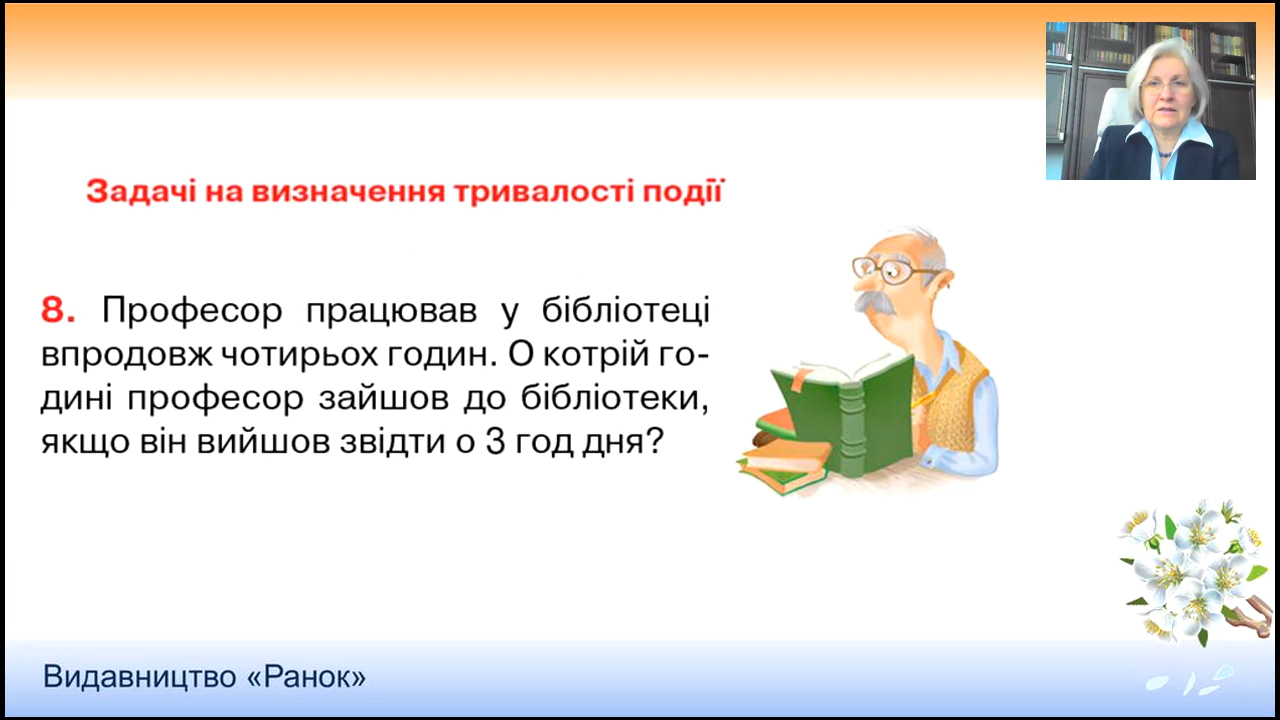 Задачі на визначення тривалості події
8. Професор працював у бібліотеці
впродовж чотирьох годин. О котрій го-
дині професор зайшов до бібліотеки,
якщо він вийшов звідти о 3 год дня?
Видавництво «Ранок»